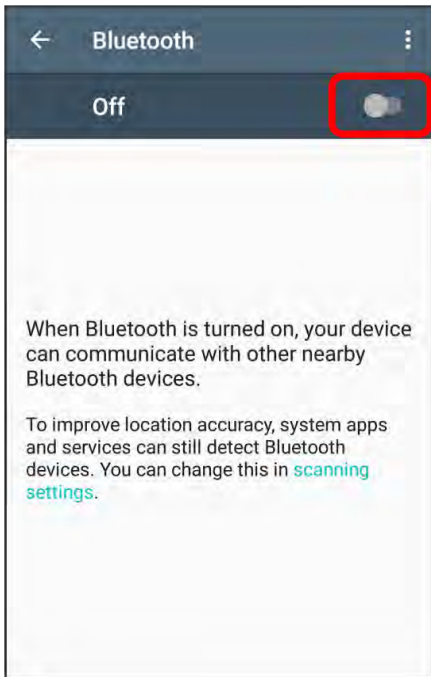 Bluetooth
Off
When Bluetooth is turned on, your device
can communicate with other nearby
Bluetooth devices.
To improve location accuracy, system apps
and services can still detect Bluetooth
devices. You can change this in scanning
settings.